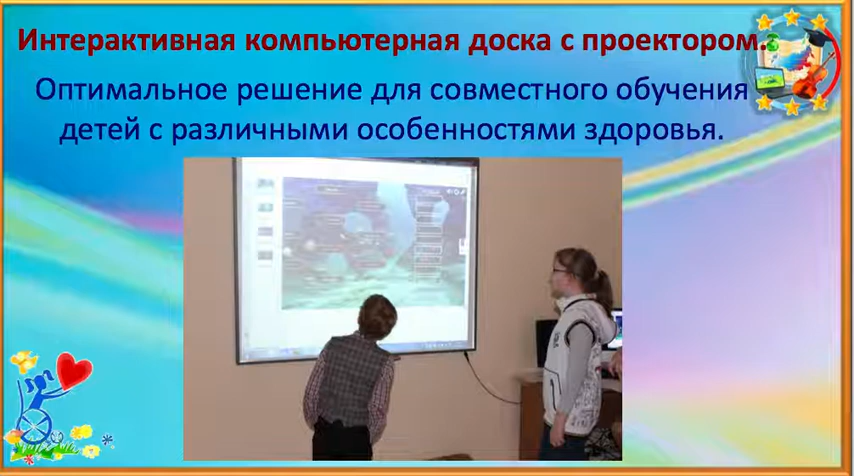 Интерактивная компьютерная доска с проектором.
Оптимальное решение для совместного обучения
детей с различными особенностями здоровья.